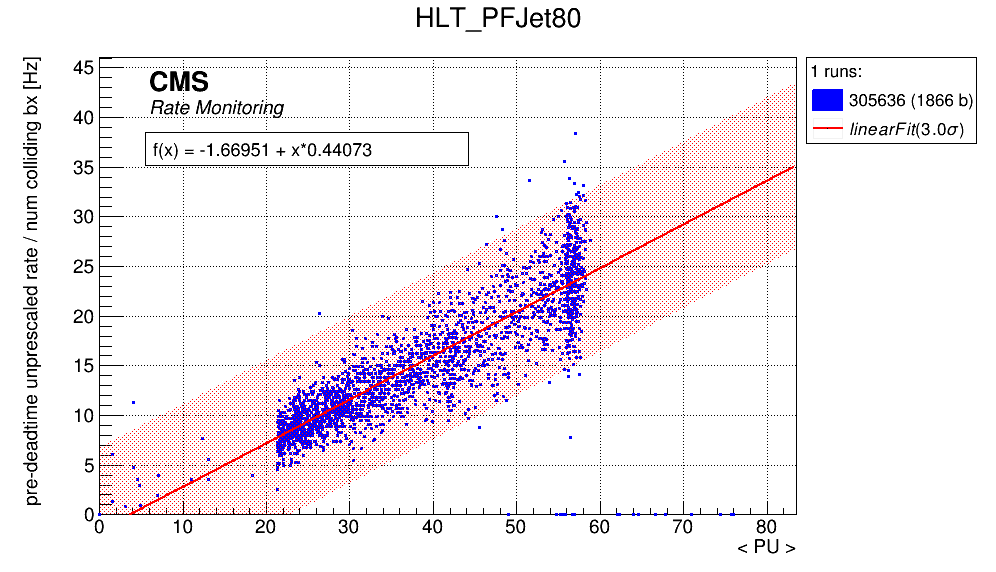 HLT_PFJet80
pre-deadtime unprescaled rate / num colliding bx [Hz]
CMS
Rate Monitoring
f(x) = -1.66951 + x*0.44073
45
40
35
30
25
20
15
10
5
0
0 10 20 30 40 50 60 70 80
< PU >
1 runs:
305636 (1866 b)
linearFit(3.0σ)